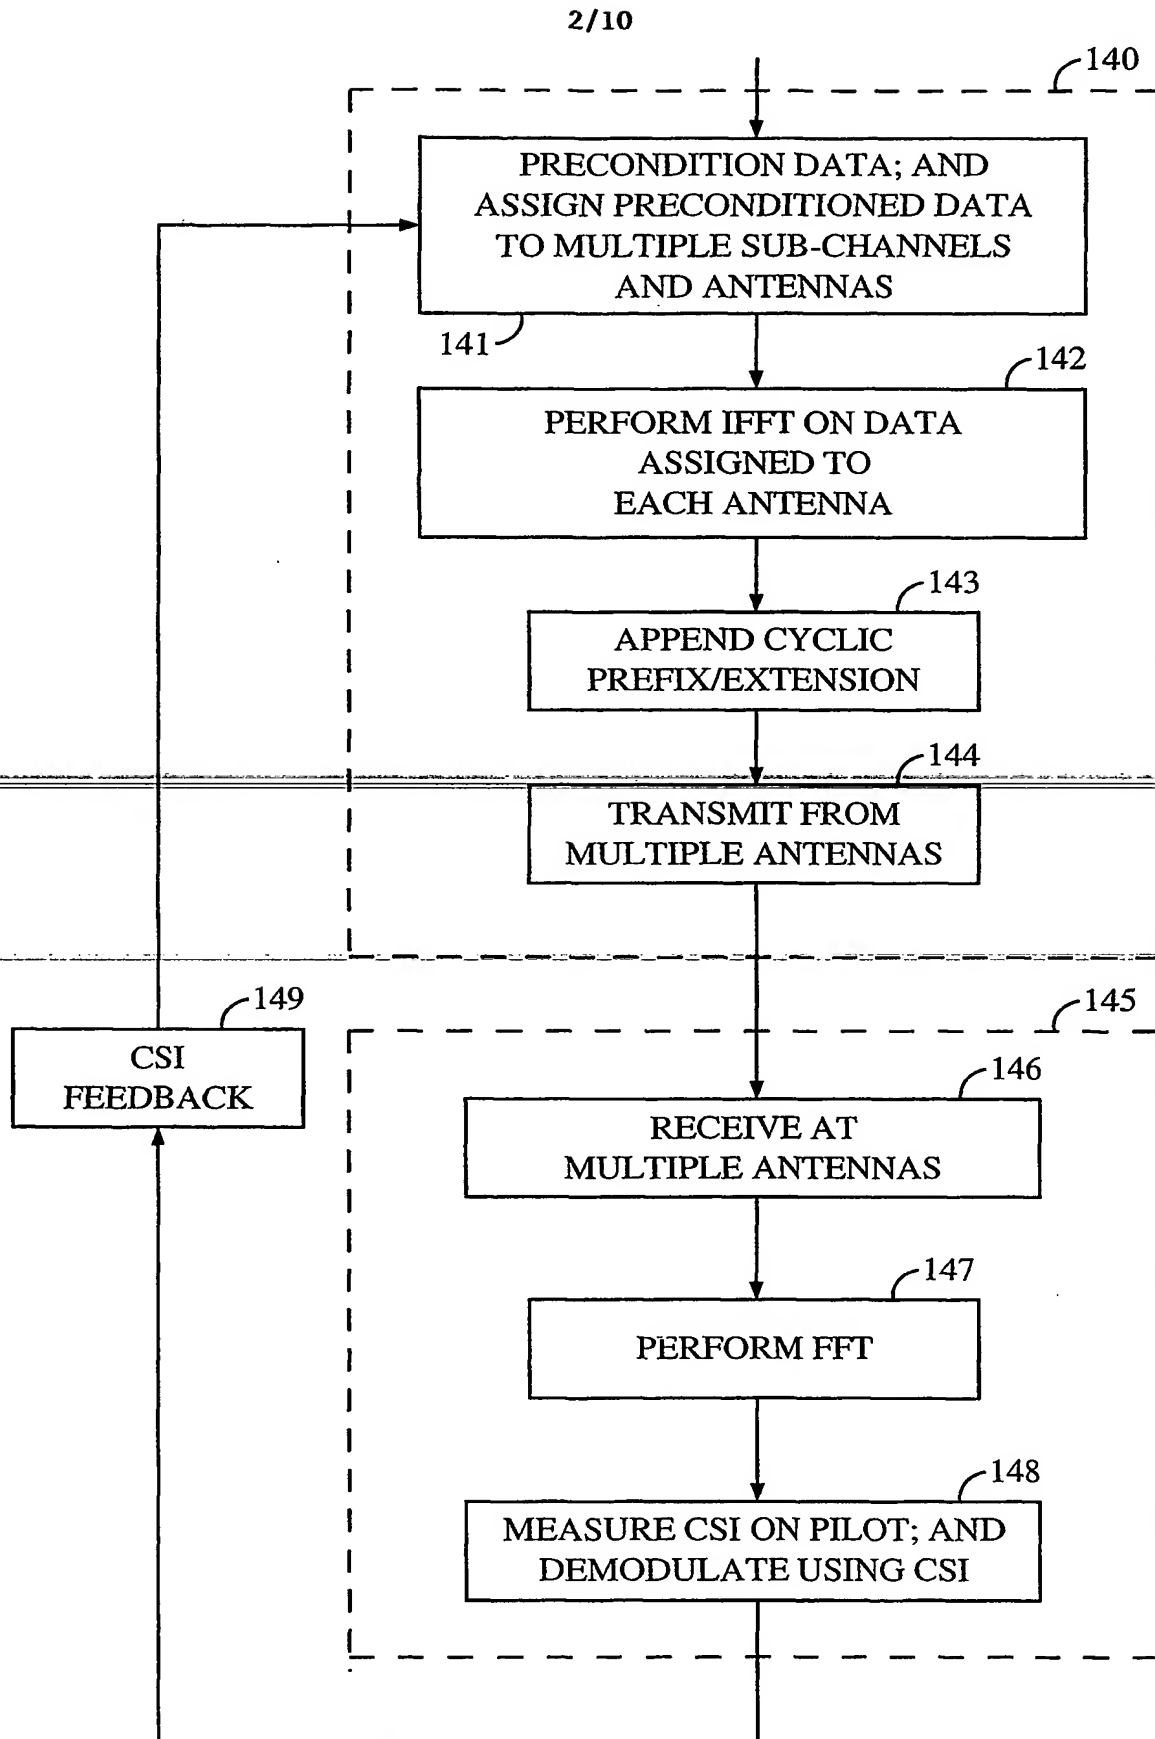 2/10
140
PRECONDITION DATA; AND
ASSIGN PRECONDITIONED DATA
TO MULTIPLE SUB-CHANNELS
AND ANTENNAS
141
142
PERFORM IFFT ON DATA
ASSIGNED TO
EACH ANTENNA
143
APPEND CYCLIC
PREFIX/EXTENSION
144
TRANSMIT FROM
MULTIPLE ANTENNAS
149
CSI
FEEDBACK
145
146
RECEIVE AT
MULTIPLE ANTENNAS
147
PERFORM FFT
148
MEASURE CSI ON PILOT; AND
DEMODULATE USING CSI